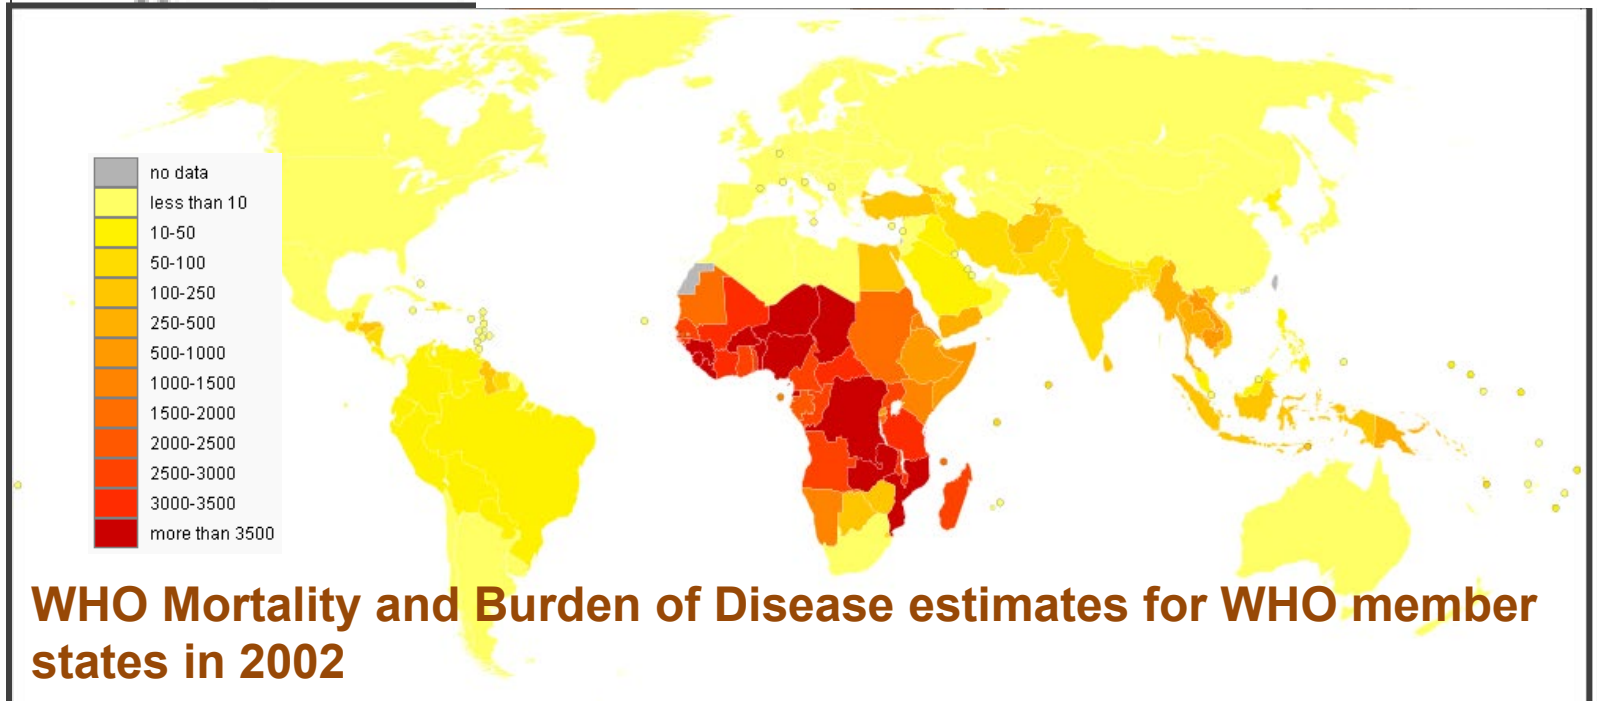 no data
less than 10
10-50
50-100
100-250
250-500
500-1000
1000-1500
1500-2000
2000-2500
2500-3000
3000-3500
more than 3500
WHO Mortality and Burden of Disease estimates for WHO member
states in 2002